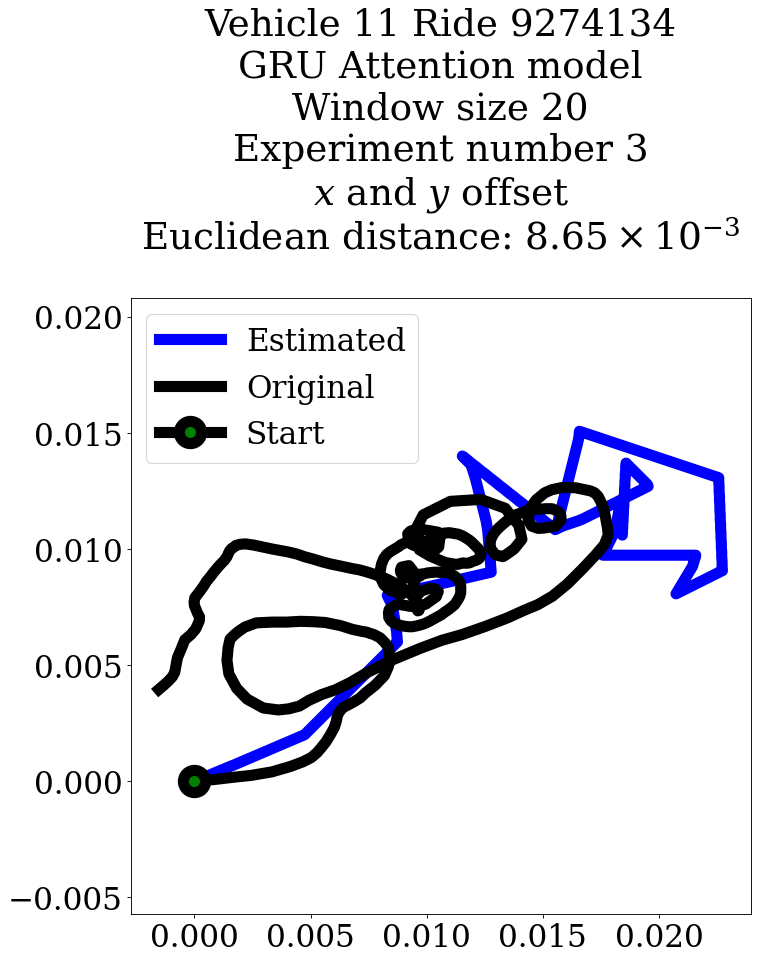 Vehicle 11 Ride 9274134
GRU Attention model
Window size 20
Experiment number 3
x and y offset
Euclidean distance: 8.65 × 10⁻³
0.020
0.015
0.010
0.005
0.000
−0.005
Estimated
Original
Start
0.000 0.005 0.010 0.015 0.020